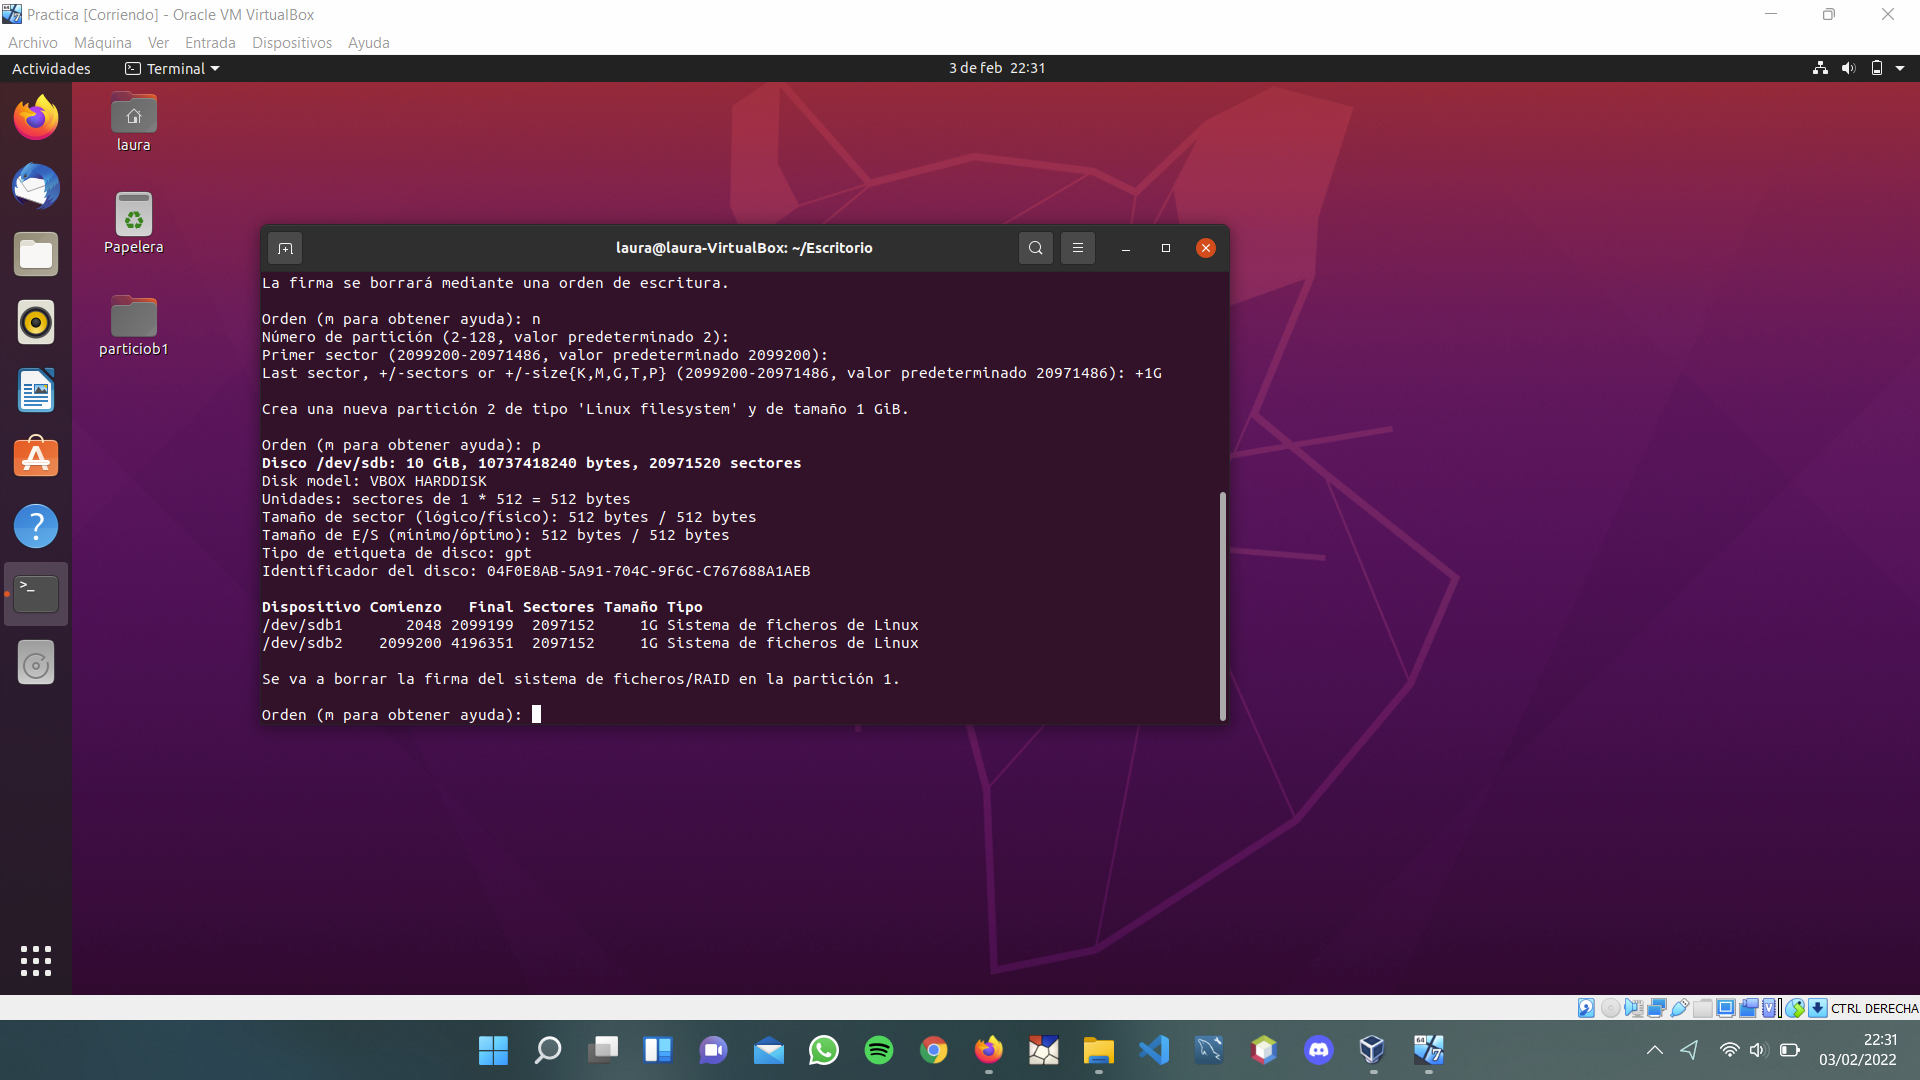 Practica [Corriendo] - Oracle VM VirtualBox
Archivo Máquina Ver Entrada Dispositivos Ayuda
Actividades Terminal 3 de feb 22:31
laura
Papelera
particiob1
laura@laura-VirtualBox: ~/Escritorio
La firma se borrará mediante una orden de escritura.
Orden (m para obtener ayuda): n
Número de partición (2-128, valor predeterminado 2):
Primer sector (2099200-20971486, valor predeterminado 2099200):
Last sector, +/-sectors or +/-size{K,M,G,T,P} (2099200-20971486, valor predeterminado 20971486): +1G
Crea una nueva partición 2 de tipo 'Linux filesystem' y de tamaño 1 GiB.
Orden (m para obtener ayuda): p
Disco /dev/sdb: 10 GiB, 10737418240 bytes, 20971520 sectores
Disk model: VBOX HARDDISK
Unidades: sectores de 1 * 512 = 512 bytes
Tamaño de sector (lógico/físico): 512 bytes / 512 bytes
Tamaño de E/S (mínimo/óptimo): 512 bytes / 512 bytes
Tipo de etiqueta de disco: gpt
Identificador del disco: 04F0E8AB-5A91-704C-9F6C-C767688A1AEB
Dispositivo Comienzo Final Sectores Tamaño Tipo
/dev/sdb1 2048 2099199 2097152 1G Sistema de ficheros de Linux
/dev/sdb2 2099200 4196351 2097152 1G Sistema de ficheros de Linux
Se va a borrar la firma del sistema de ficheros/RAID en la partición 1.
Orden (m para obtener ayuda):
CTRL DERECHA
22:31
03/02/2022